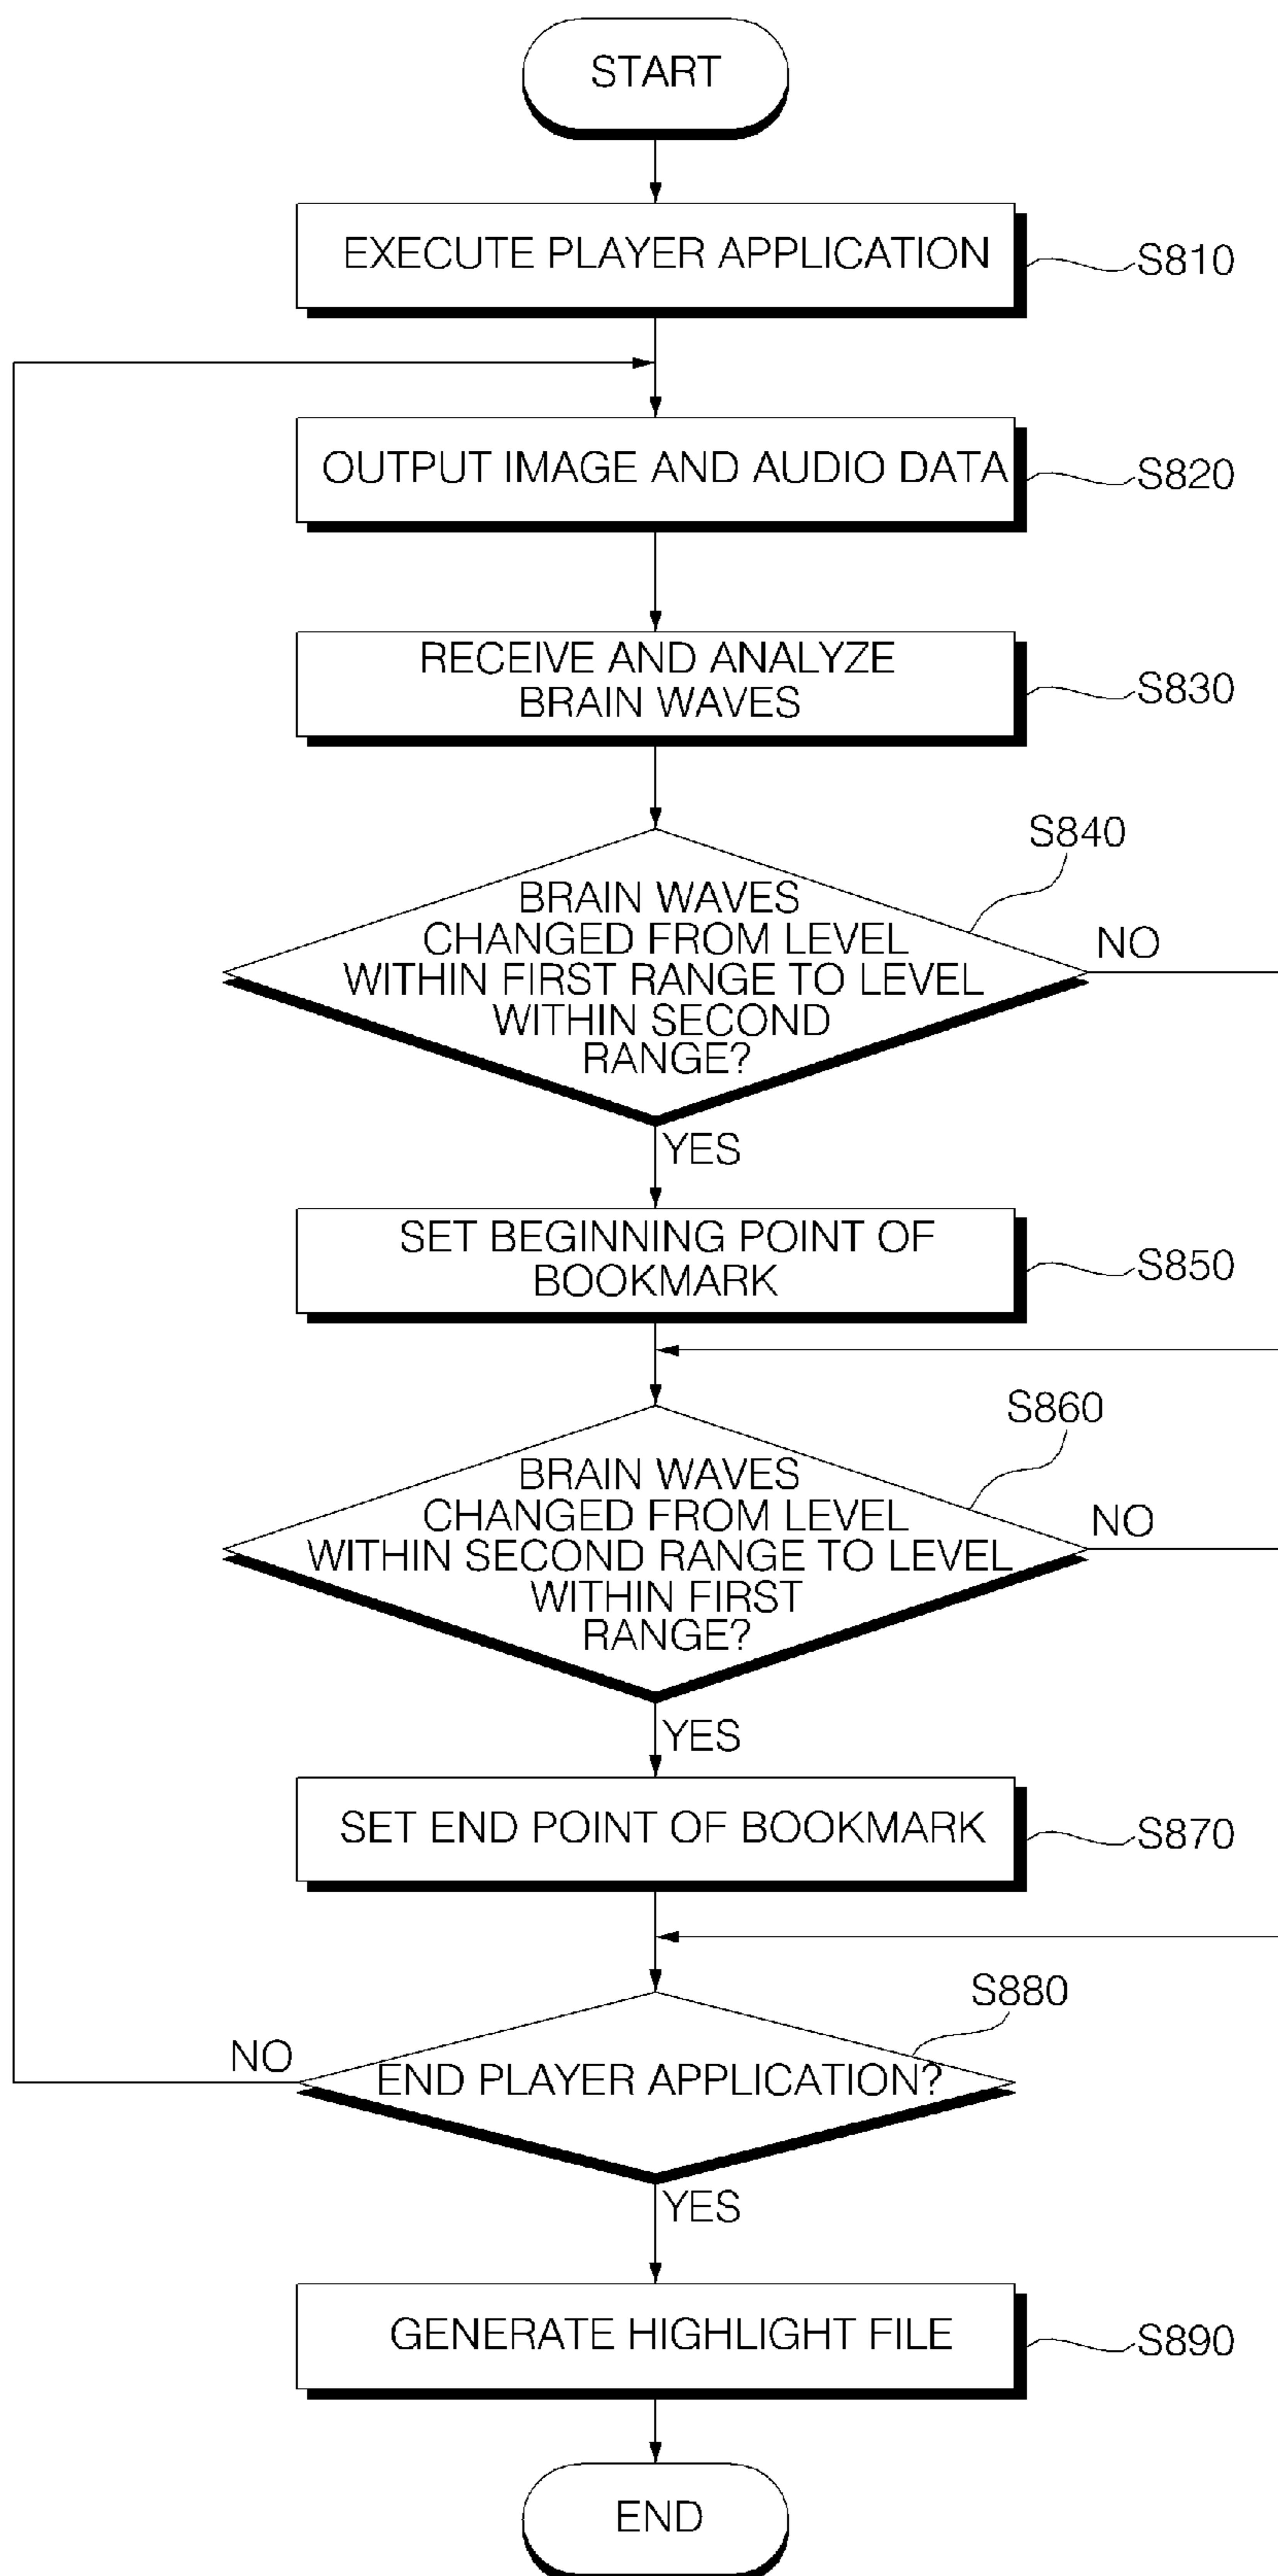 START
EXECUTE PLAYER APPLICATION
S810
OUTPUT IMAGE AND AUDIO DATA
S820
RECEIVE AND ANALYZE
BRAIN WAVES
S830
S840
BRAIN WAVES
CHANGED FROM LEVEL
WITHIN FIRST RANGE TO LEVEL
WITHIN SECOND
RANGE?
NO
YES
SET BEGINNING POINT OF
BOOKMARK
S850
S860
BRAIN WAVES
CHANGED FROM LEVEL
WITHIN SECOND RANGE TO LEVEL
WITHIN FIRST
RANGE?
NO
YES
SET END POINT OF BOOKMARK
S870
S880
NO
END PLAYER APPLICATION?
YES
GENERATE HIGHLIGHT FILE
S890
END